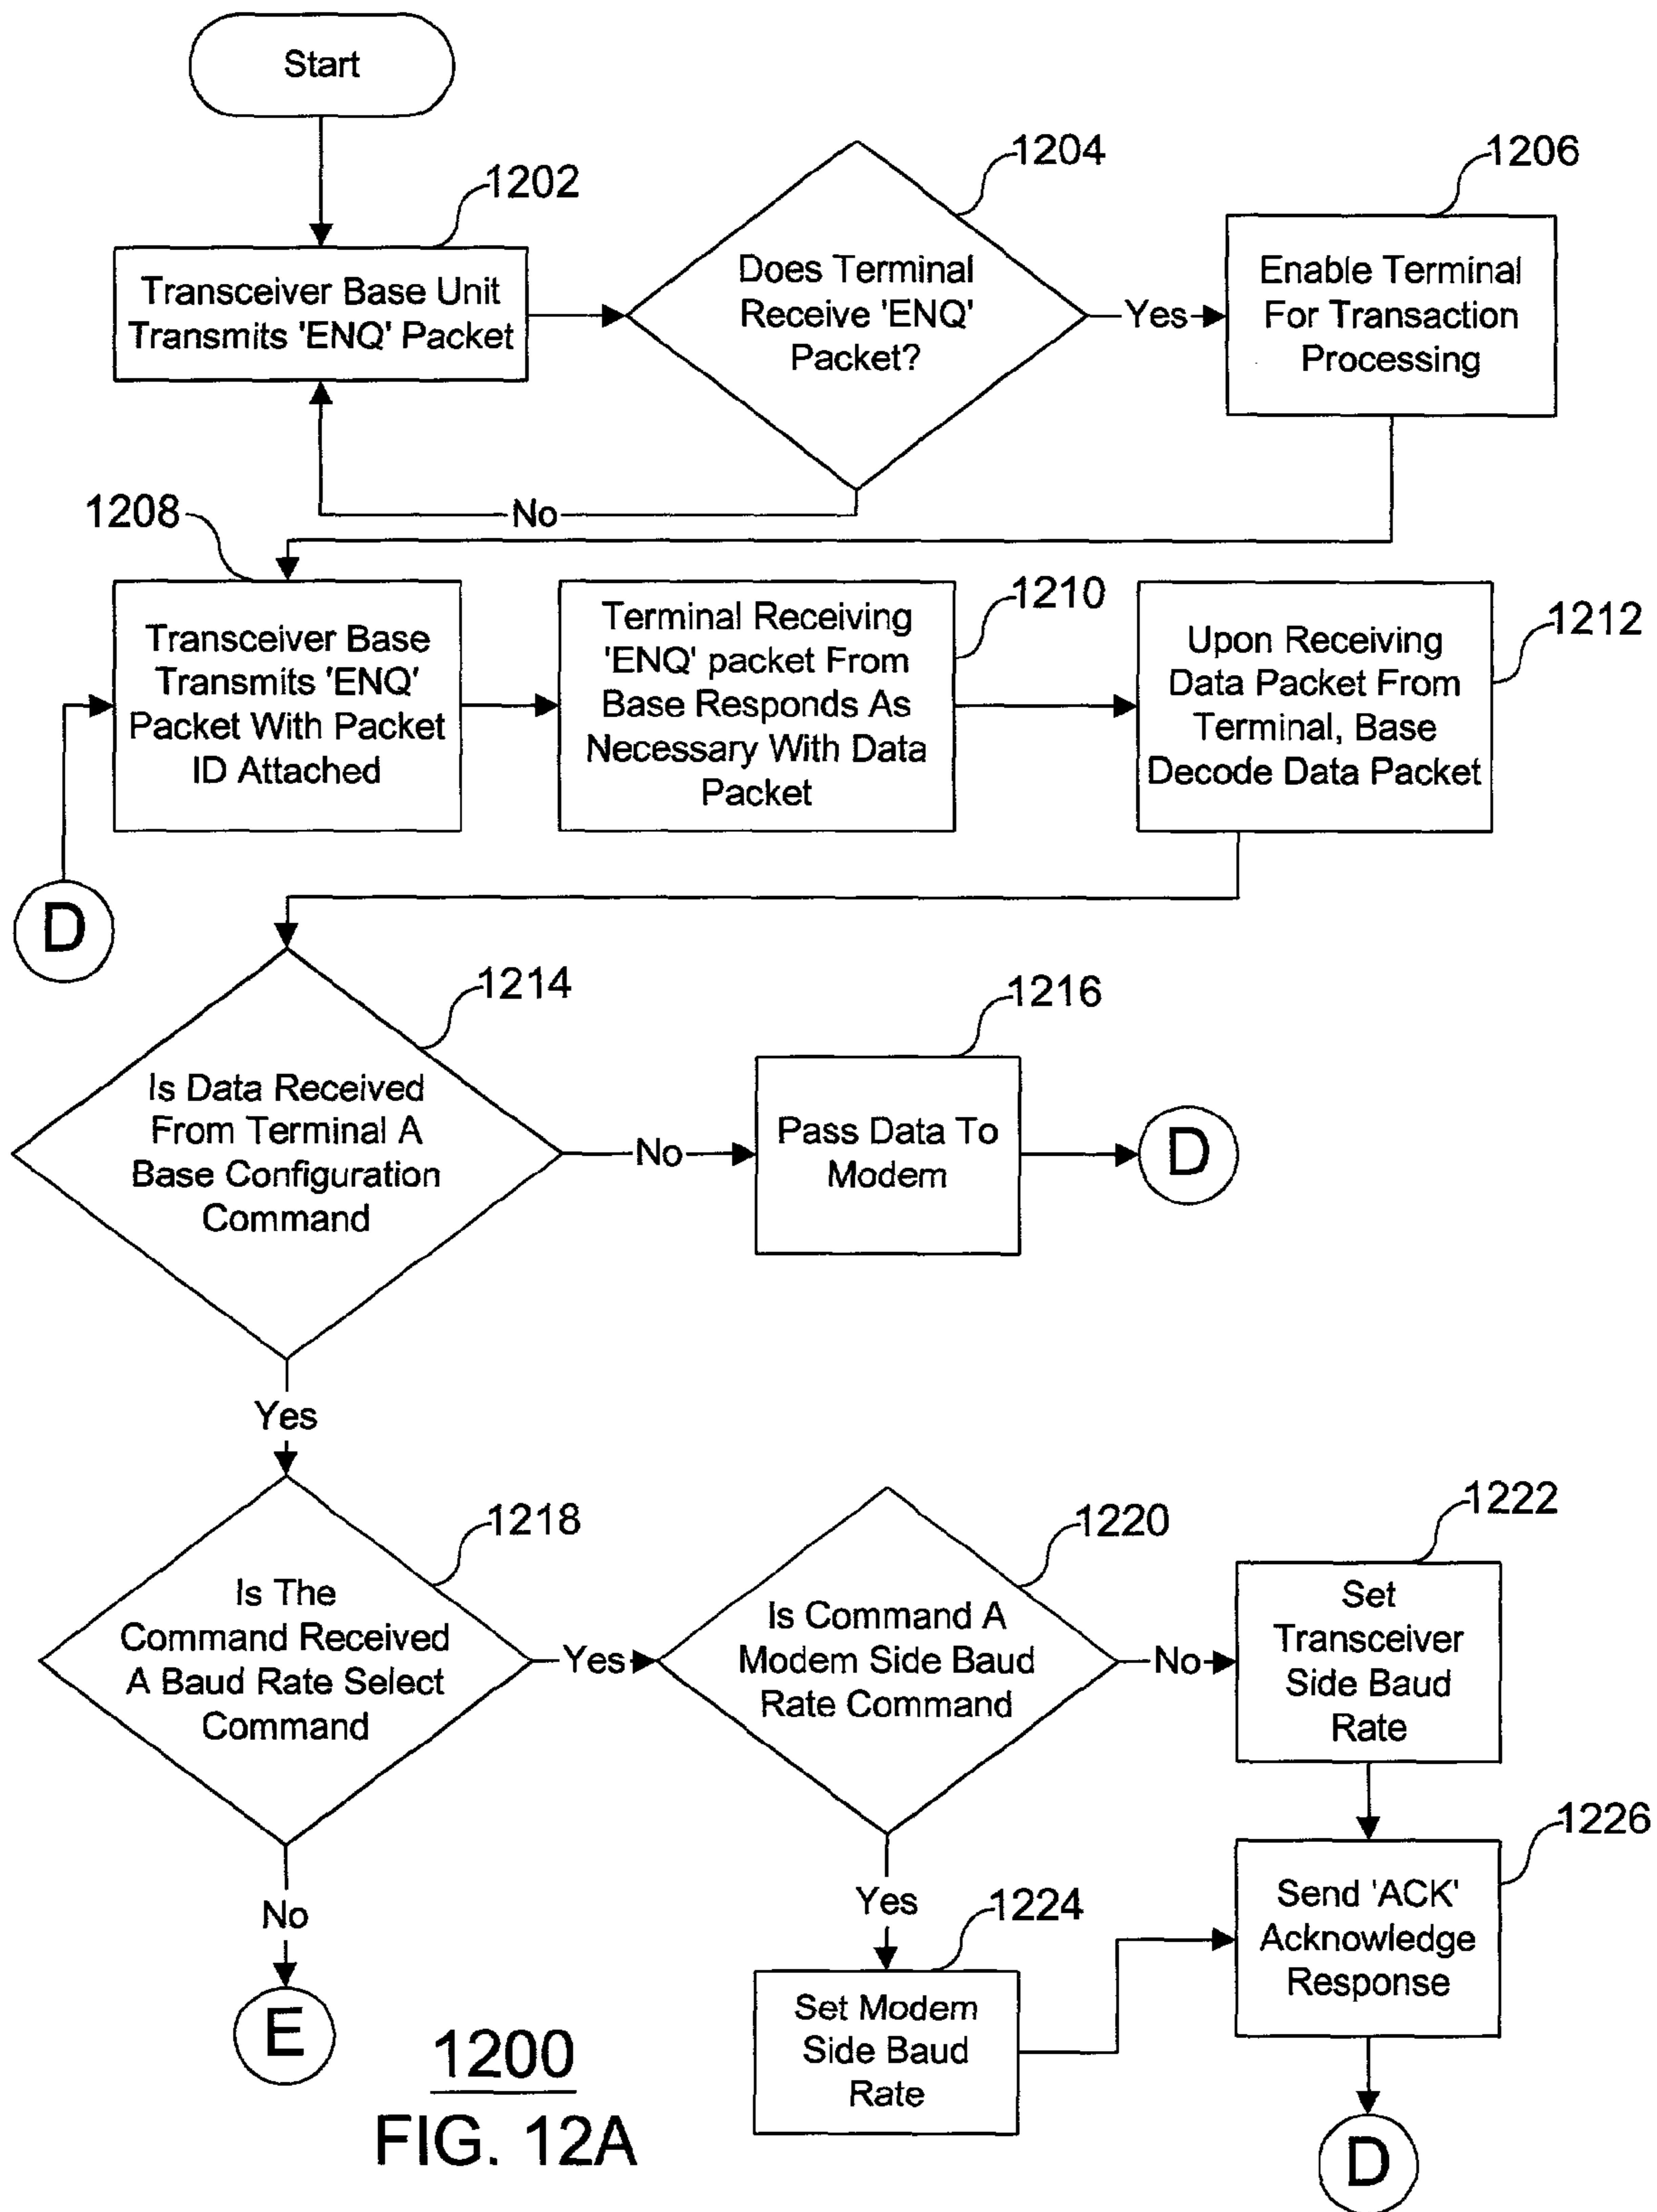 Start
1202
Transceiver Base Unit
Transmits 'ENQ' Packet
1204
Does Terminal
Receive 'ENQ'
Packet?
Yes
1206
Enable Terminal
For Transaction
Processing
No
1208
Transceiver Base
Transmits 'ENQ'
Packet With Packet
ID Attached
1210
Terminal Receiving
'ENQ' packet From
Base Responds As
Necessary With Data
Packet
1212
Upon Receiving
Data Packet From
Terminal, Base
Decode Data Packet
D
1214
Is Data Received
From Terminal A
Base Configuration
Command
No
1216
Pass Data To
Modem
D
Yes
1218
Is The
Command Received
A Baud Rate Select
Command
Yes
1220
Is Command A
Modem Side Baud
Rate Command
No
1222
Set
Transceiver
Side Baud
Rate
No
E
Yes
1224
Set Modem
Side Baud
Rate
1226
Send 'ACK'
Acknowledge
Response
D
1200
FIG. 12A